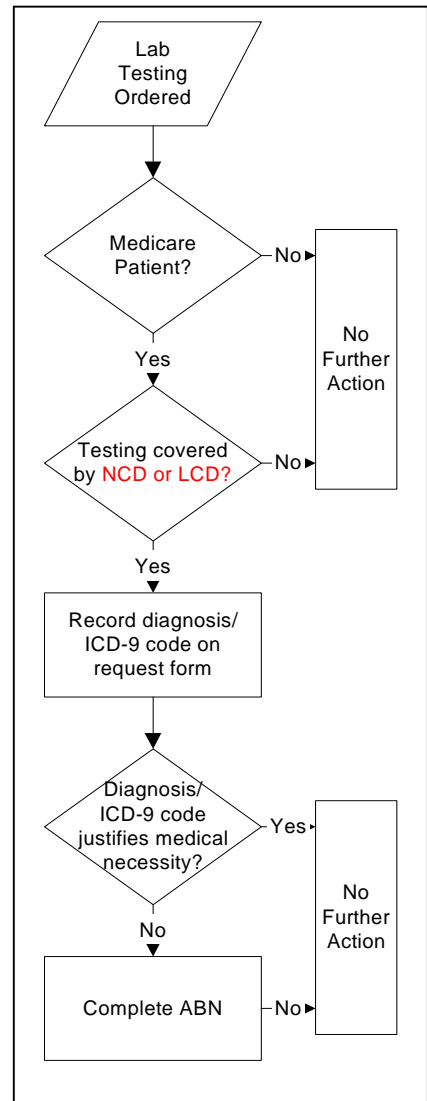 Lab
Testing
Ordered
Medicare
Patient?
No
No
Further
Action
Yes
Testing covered
by NCD or LCD?
No
Yes
Record diagnosis/
ICD-9 code on
request form
Diagnosis/
ICD-9 code
justifies medical
necessity?
Yes
No
Further
Action
No
Complete ABN
No